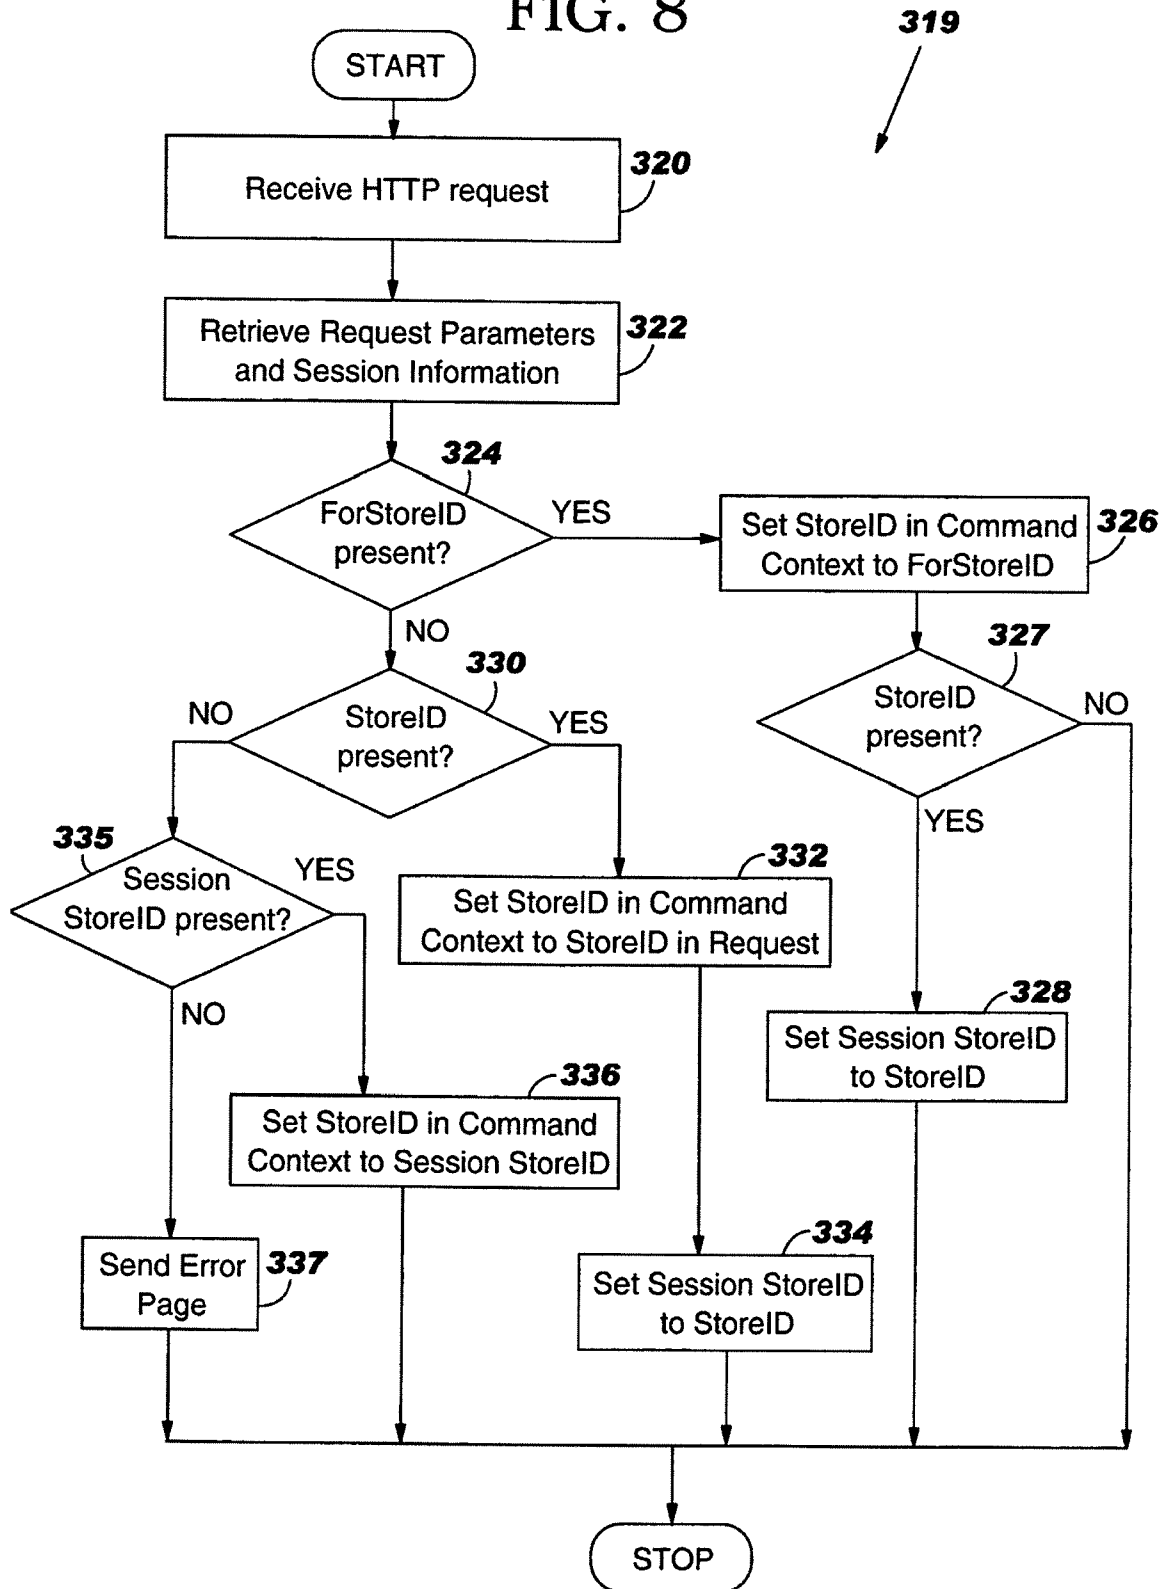 FIG. 8
319
START
Receive HTTP request
320
Retrieve Request Parameters
and Session Information
322
324
ForStoreID
present?
YES
NO
Set StoreID in Command
Context to ForStoreID
326
327
StoreID
present?
NO
YES
330
StoreID
present?
NO
YES
335
Session
StoreID present?
YES
NO
332
Set StoreID in Command
Context to StoreID in Request
328
Set Session StoreID
to StoreID
336
Set StoreID in Command
Context to Session StoreID
334
Set Session StoreID
to StoreID
Send Error
Page
337
STOP